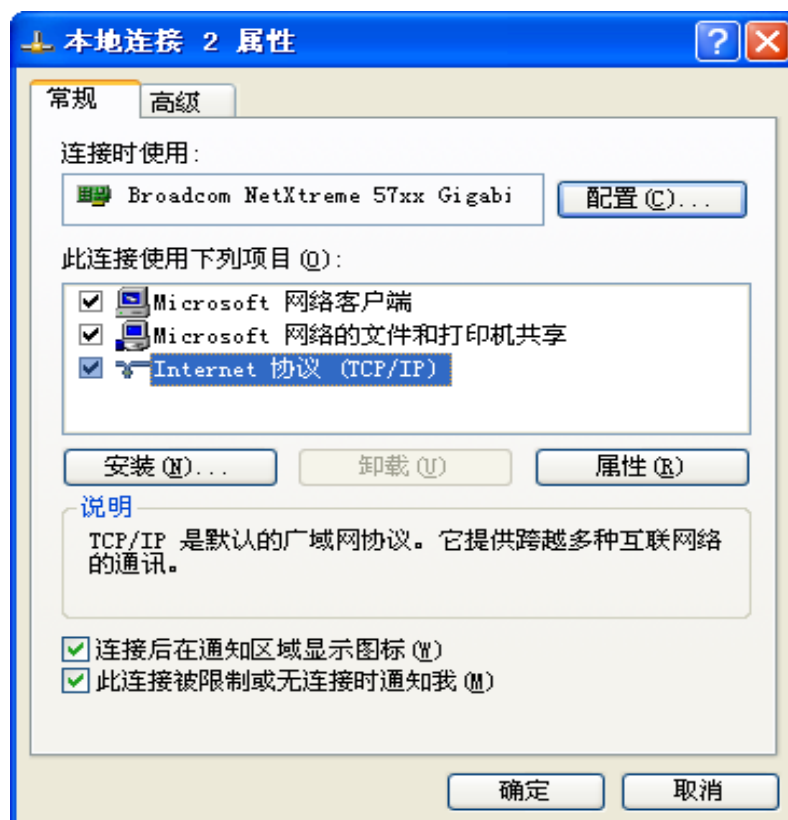 本地连接 2 属性
常规 高级
连接时使用:
Broadcom NetXtreme 57xx Gigabi 配置(C)...
此连接使用下列项目(O):
Microsoft 网络客户端
Microsoft 网络的文件和打印机共享
Internet 协议 (TCP/IP)
安装(N)... 卸载(U) 属性(R)
说明
TCP/IP 是默认的广域网协议。它提供跨越多种互联网络
的通讯。
连接后在通知区域显示图标(W)
此连接被限制或无连接时通知我(M)
确定 取消